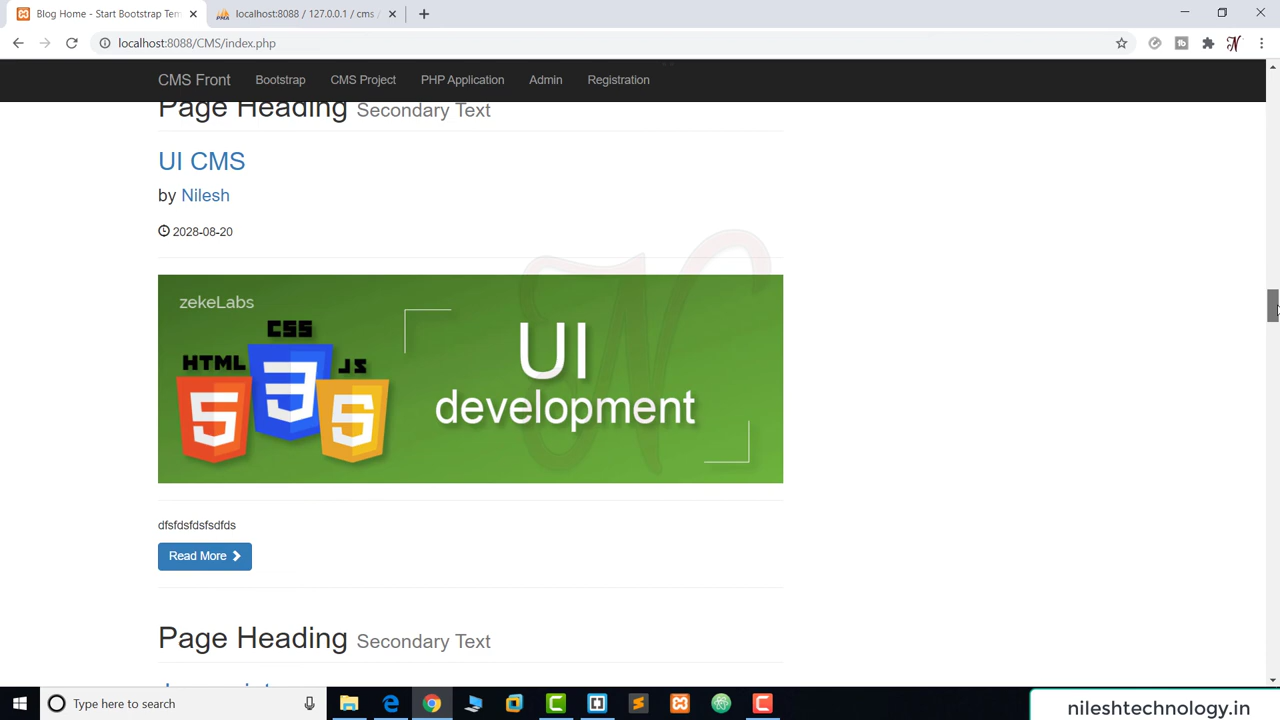 Blog Home - Start Bootstrap Tem
localhost:8088 / 127.0.0.1 / cms /
localhost:8088/CMS/index.php
CMS Front Bootstrap CMS Project PHP Application Admin Registration
Page Heading Secondary Text
UI CMS
by Nilesh
2028-08-20
zekeLabs
CSS
HTML JS
UI
development
dfsfdsfdsfsdfds
Read More
Page Heading Secondary Text
Type here to search
nileshtechnology.in